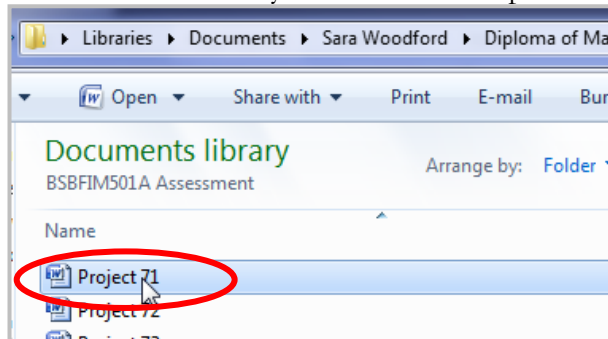 Libraries ▸ Documents ▸ Sara Woodford ▸ Diploma of Ma
Open Share with Print E-mail Bur
Documents library
BSBFIM501A Assessment
Arrange by: Folder
Name
Project 71
Project 72